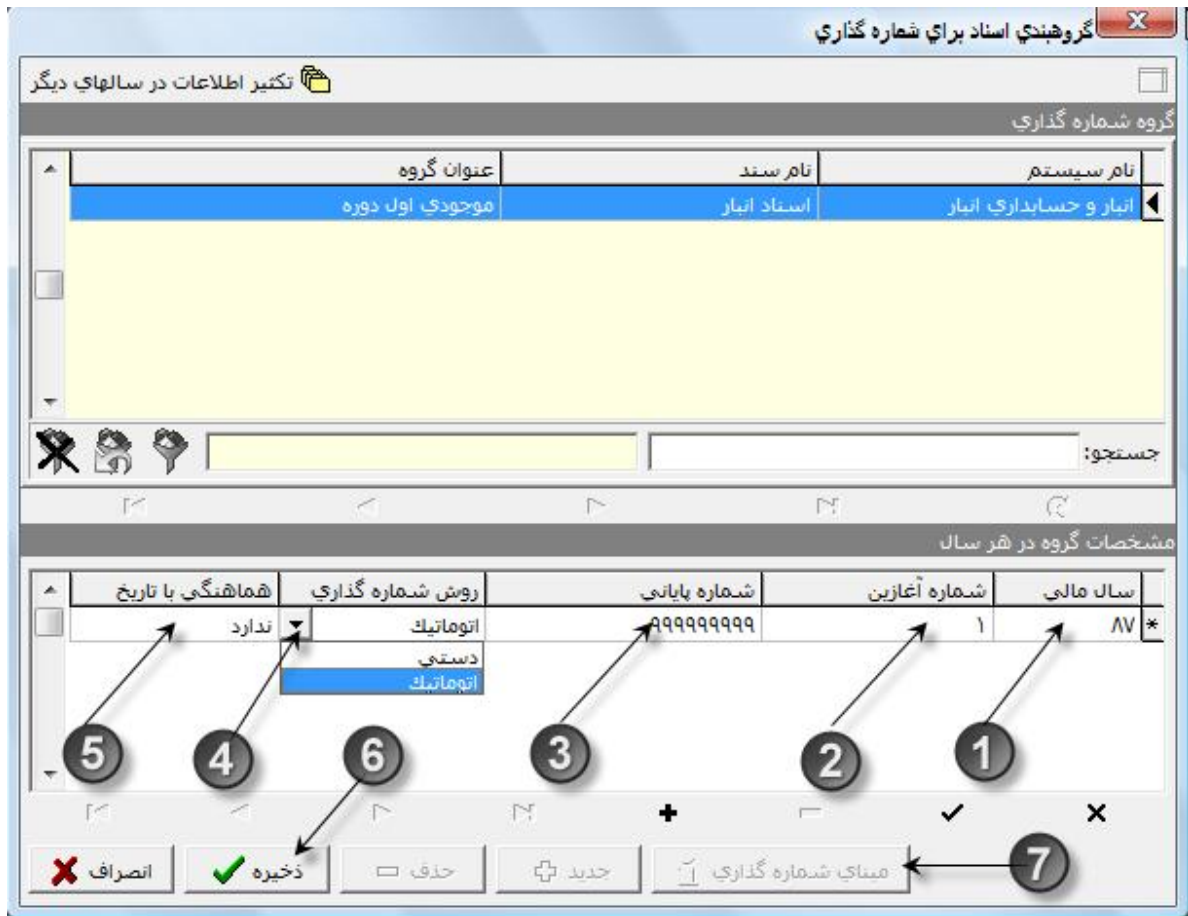 گروهبندي اسناد براي شماره گذاري
تكثير اطلاعات در سالهاي ديگر
گروه شماره گذاري
نام سيستم نام سند عنوان گروه
انبار و حسابداري انبار اسناد انبار موجودي اول دوره
جستجو:
مشخصات گروه در هر سال
سال مالي شماره آغازين شماره پاياني روش شماره گذاري هماهنگي با تاريخ
۸۷ ۱ ۹۹۹۹۹۹۹۹۹ اتوماتيك ندارد
دستي
اتوماتيك
1 2 3 6 4 5
7
مبناي شماره گذاري جديد حذف ذخيره انصراف